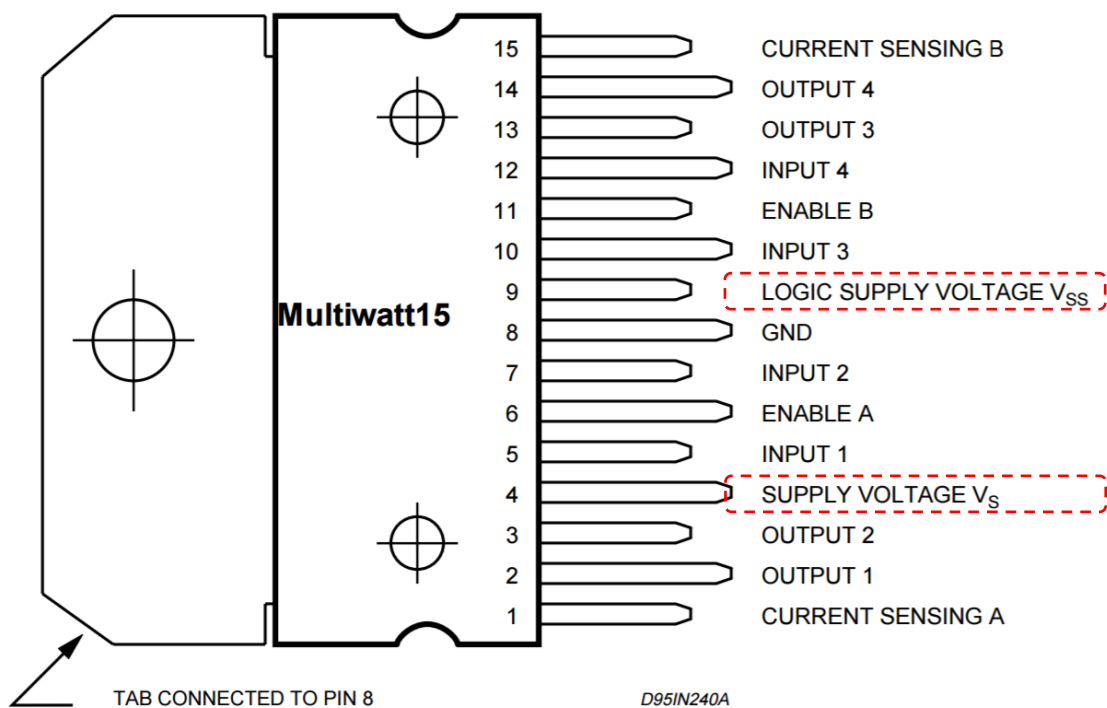 15 CURRENT SENSING B
14 OUTPUT 4
13 OUTPUT 3
12 INPUT 4
11 ENABLE B
10 INPUT 3
9 LOGIC SUPPLY VOLTAGE VSS
Multiwatt15
8 GND
7 INPUT 2
6 ENABLE A
5 INPUT 1
4 SUPPLY VOLTAGE VS
3 OUTPUT 2
2 OUTPUT 1
1 CURRENT SENSING A
TAB CONNECTED TO PIN 8
D95IN240A